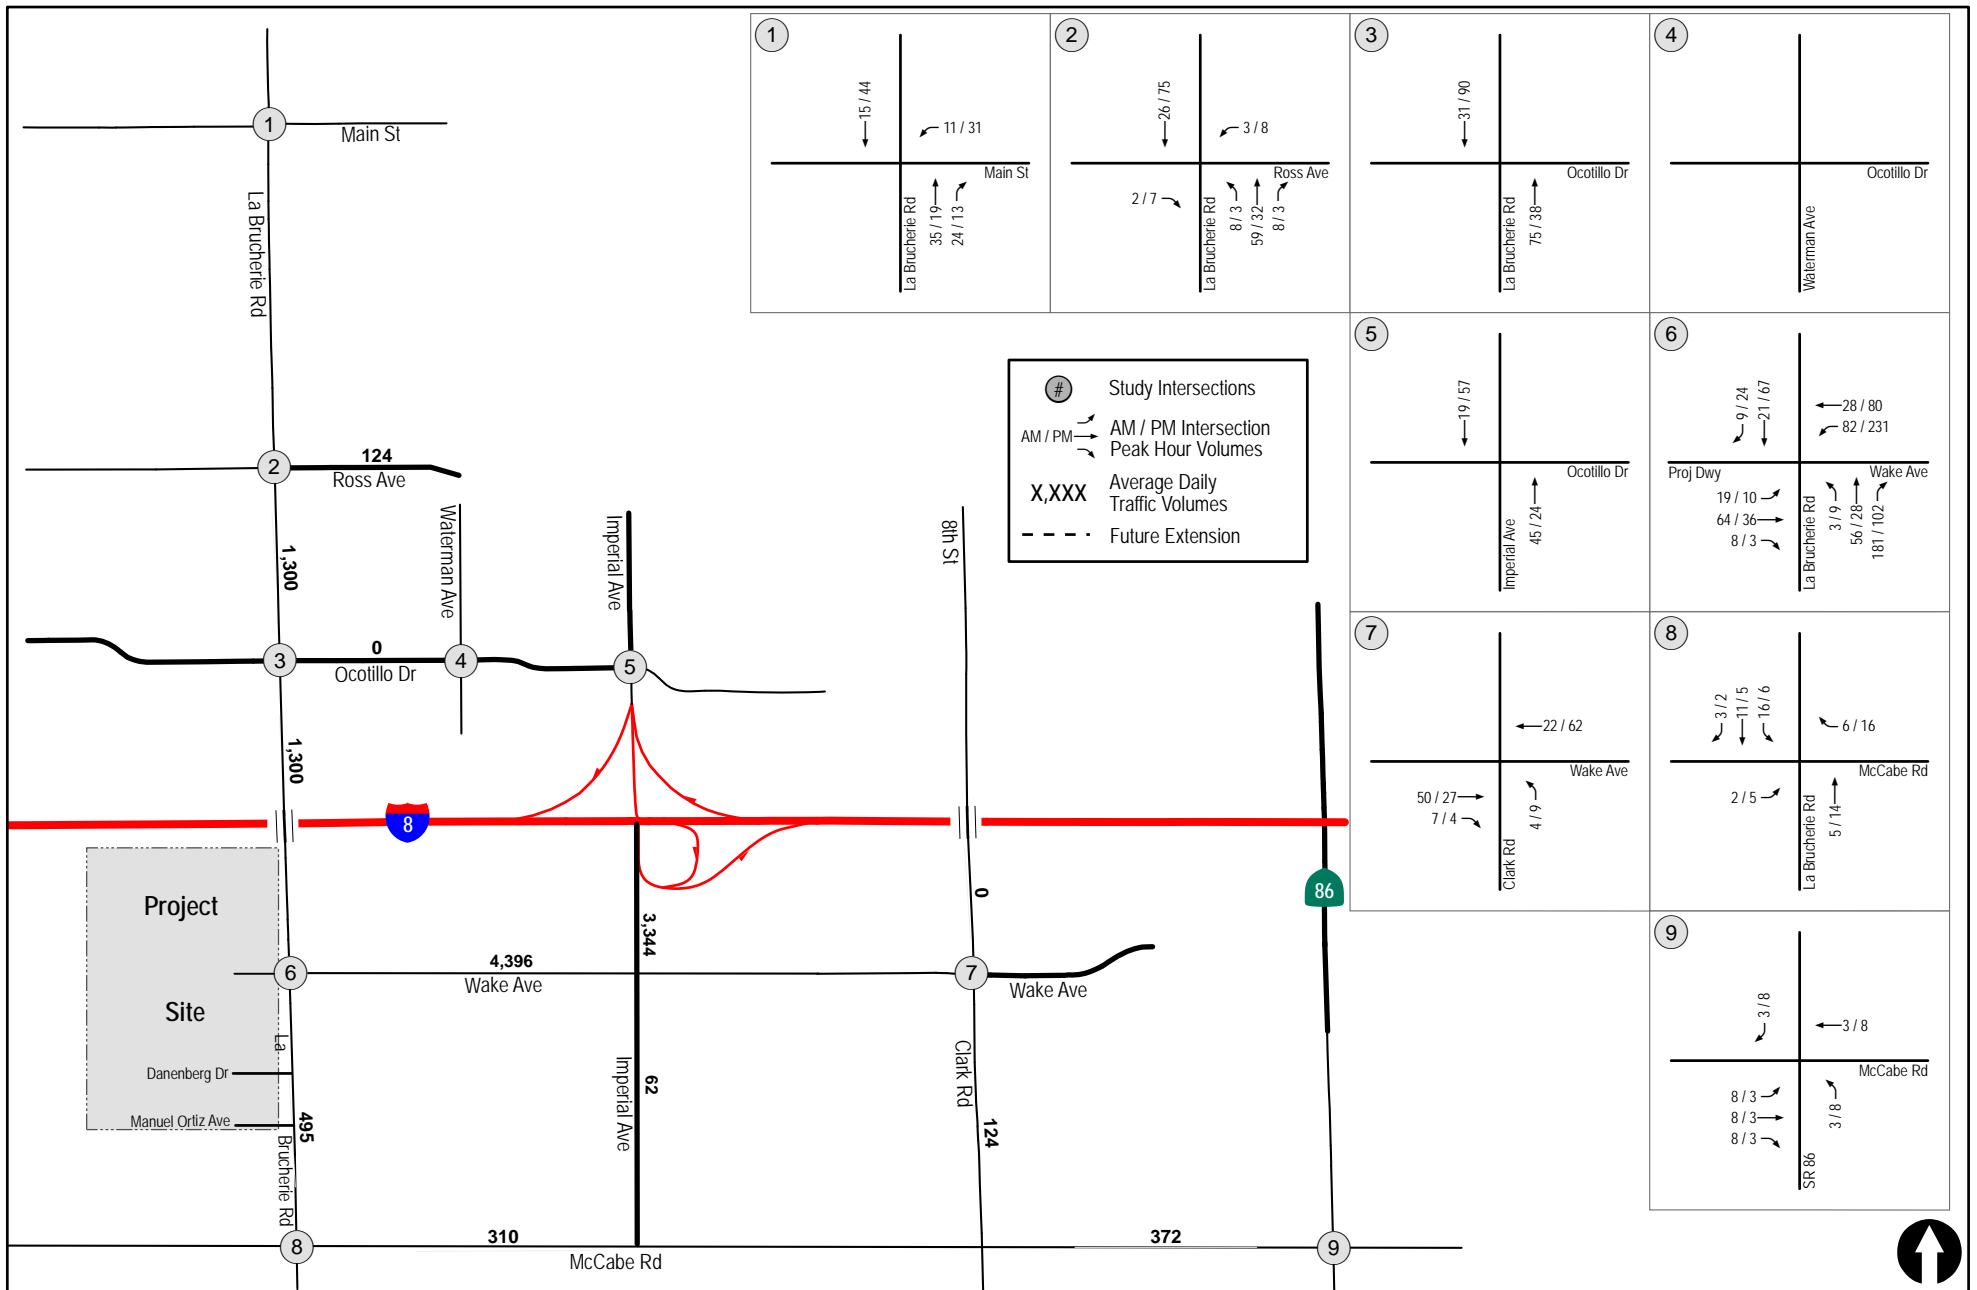 1
Main St
La Brucherie Rd
2
124
Ross Ave
1,300
Waterman Ave
Imperial Ave
8th St
3
0
Ocotillo Dr
4
5
1,300
8
86
Project
Site
3,344
0
6
4,396
Wake Ave
7
Wake Ave
La
Danenberg Dr
Manuel Ortiz Ave
495
Brucherie Rd
Imperial Ave
62
Clark Rd
124
8
310
McCabe Rd
372
9
#
Study Intersections
AM / PM
AM / PM Intersection
Peak Hour Volumes
X,XXX
Average Daily
Traffic Volumes
Future Extension
1
15 / 44
11 / 31
Main St
La Brucherie Rd
35 / 19
24 / 13
2
26 / 75
3 / 8
Ross Ave
2 / 7
La Brucherie Rd
8 / 3
59 / 32
8 / 3
3
31 / 90
Ocotillo Dr
La Brucherie Rd
75 / 38
4
Ocotillo Dr
Waterman Ave
5
19 / 57
Ocotillo Dr
Imperial Ave
45 / 24
6
9 / 24
21 / 67
28 / 80
82 / 231
Proj Dwy
Wake Ave
19 / 10
64 / 36
8 / 3
La Brucherie Rd
3 / 9
56 / 28
181 / 102
7
22 / 62
Wake Ave
50 / 27
7 / 4
Clark Rd
4 / 9
8
3 / 2
11 / 5
16 / 6
6 / 16
McCabe Rd
2 / 5
La Brucherie Rd
5 / 14
9
3 / 8
3 / 8
McCabe Rd
8 / 3
8 / 3
8 / 3
SR 86
3 / 8